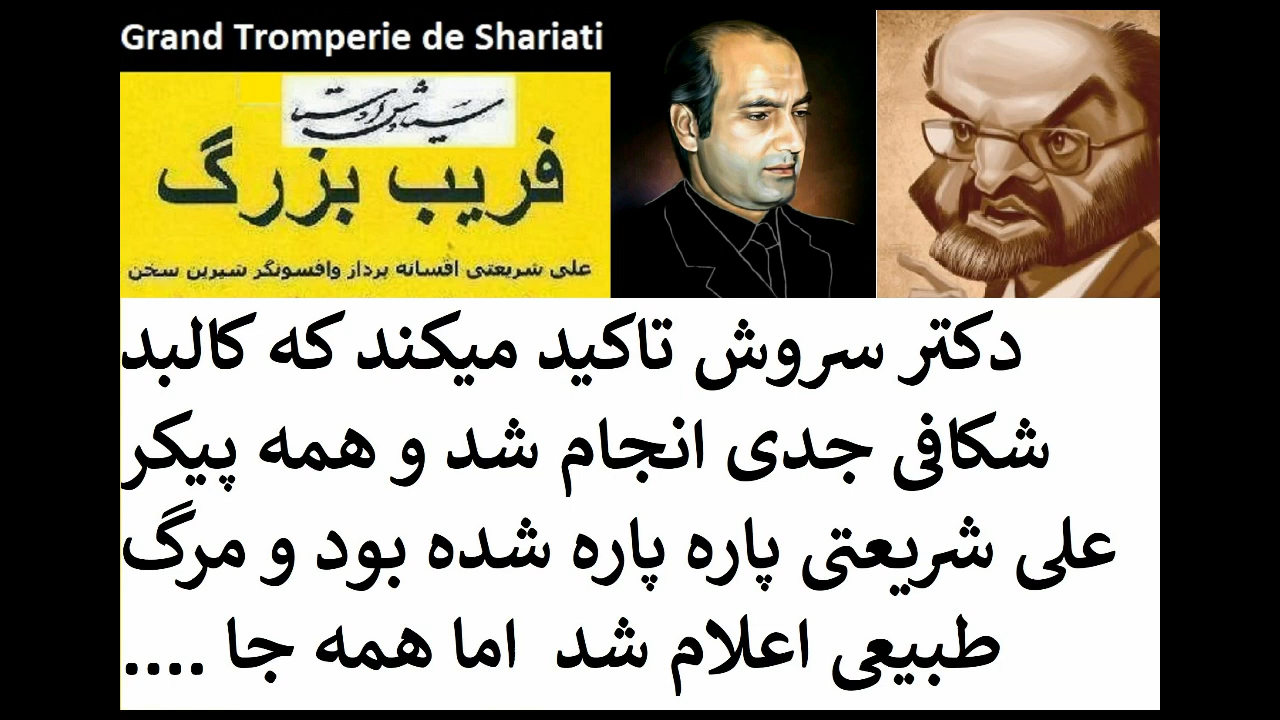 Grand Tromperie de Shariati
سیاوش اوستا
فریب بزرگ
علی شریعتی افسانه پرداز وافسونگر شیرین سخن
دکتر سروش تاکید میکند که کالبد
شکافی جدی انجام شد و همه پیکر
علی شریعتی پاره پاره شده بود و مرگ
طبیعی اعلام شد اما همه جا ....